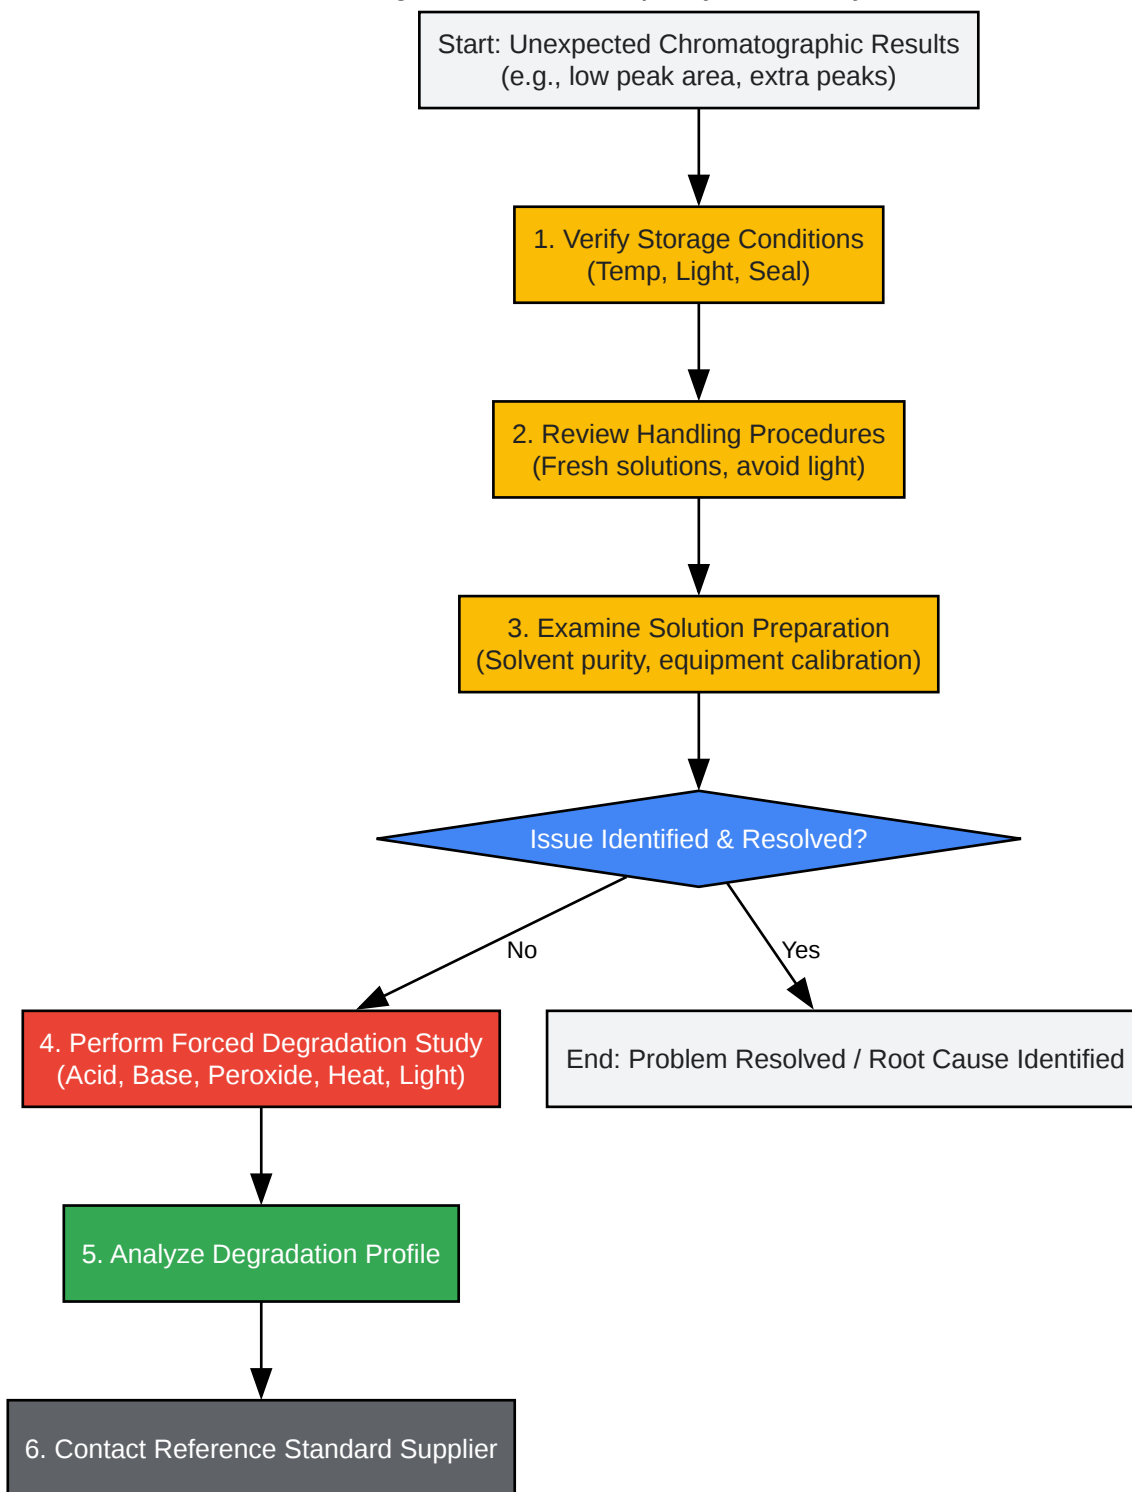 Start: Unexpected Chromatographic Results
(e.g., low peak area, extra peaks)
1. Verify Storage Conditions
(Temp, Light, Seal)
2. Review Handling Procedures
(Fresh solutions, avoid light)
3. Examine Solution Preparation
(Solvent purity, equipment calibration)
Issue Identified & Resolved?
No
Yes
4. Perform Forced Degradation Study
(Acid, Base, Peroxide, Heat, Light)
End: Problem Resolved / Root Cause Identified
5. Analyze Degradation Profile
6. Contact Reference Standard Supplier